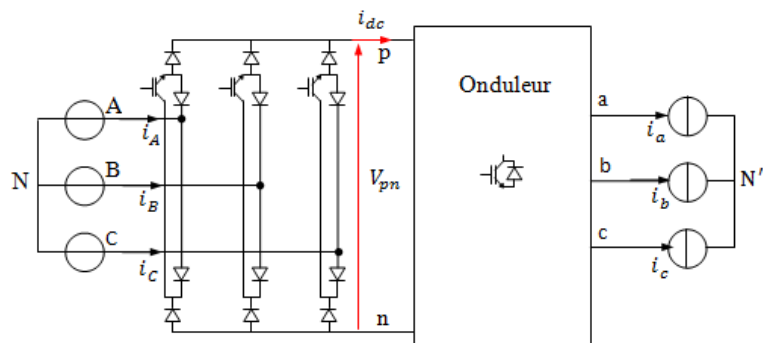 i_dc
p
Onduleur
A
i_A
a
i_a
N
B
i_B
V_pn
b
i_b
N′
C
i_C
c
i_c
n